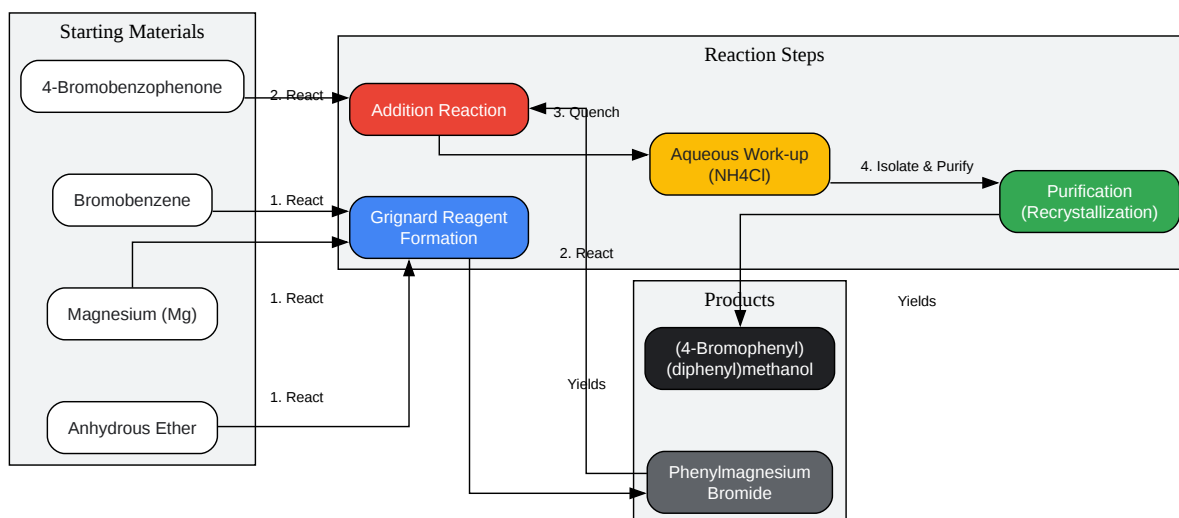 Starting Materials
4-Bromobenzophenone
Bromobenzene
Magnesium (Mg)
Anhydrous Ether
2. React
1. React
1. React
1. React
Reaction Steps
Addition Reaction
3. Quench
Aqueous Work-up
(NH4Cl)
4. Isolate & Purify
Purification
(Recrystallization)
Grignard Reagent
Formation
2. React
Yields
Yields
Products
(4-Bromophenyl)
(diphenyl)methanol
Phenylmagnesium
Bromide